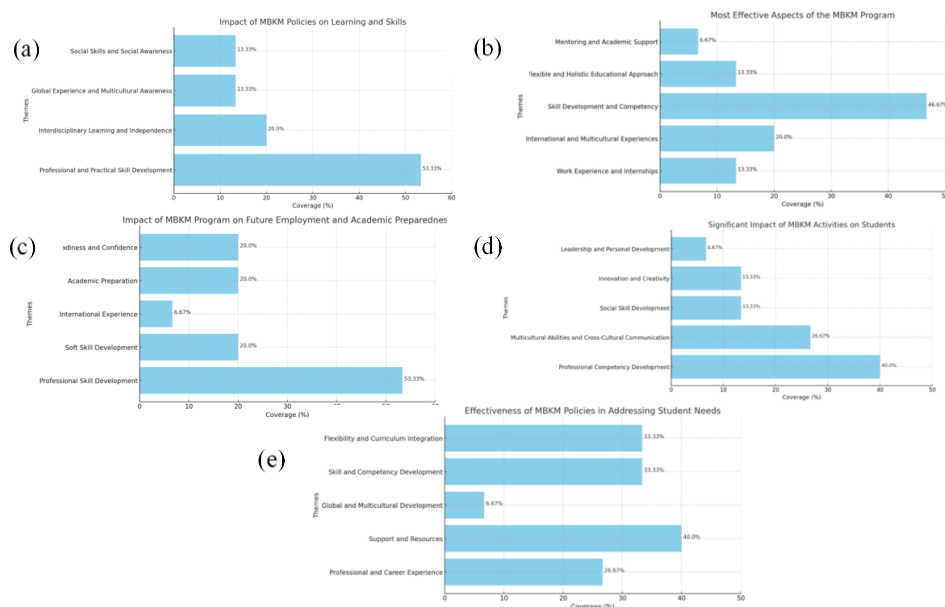 (a)
Impact of MBKM Policies on Learning and Skills
Themes
Social Skills and Social Awareness
13.33%
Global Experience and Multicultural Awareness
13.33%
Interdisciplinary Learning and Independence
20.0%
Professional and Practical Skill Development
53.33%
0 10 20 30 40 50 60
Coverage (%)
(b)
Most Effective Aspects of the MBKM Program
Themes
Mentoring and Academic Support
6.67%
Flexible and Holistic Educational Approach
13.33%
Skill Development and Competency
46.67%
International and Multicultural Experiences
20.0%
Work Experience and Internships
13.33%
0 10 20 30 40 50
Coverage (%)
(c)
Impact of MBKM Program on Future Employment and Academic Preparednes
Themes
adiness and Confidence
20.0%
Academic Preparation
20.0%
International Experience
6.67%
Soft Skill Development
20.0%
Professional Skill Development
53.33%
0 10 20 30 40 50 60
Coverage (%)
(d)
Significant Impact of MBKM Activities on Students
Themes
Leadership and Personal Development
6.67%
Innovation and Creativity
13.33%
Social Skill Development
13.33%
Multicultural Abilities and Cross-Cultural Communication
26.67%
Professional Competency Development
40.0%
0 10 20 30 40 50
Coverage (%)
(e)
Effectiveness of MBKM Policies in Addressing Student Needs
Themes
Flexibility and Curriculum Integration
33.33%
Skill and Competency Development
33.33%
Global and Multicultural Development
6.67%
Support and Resources
40.0%
Professional and Career Experience
26.67%
0 10 20 30 40 50
Coverage (%)